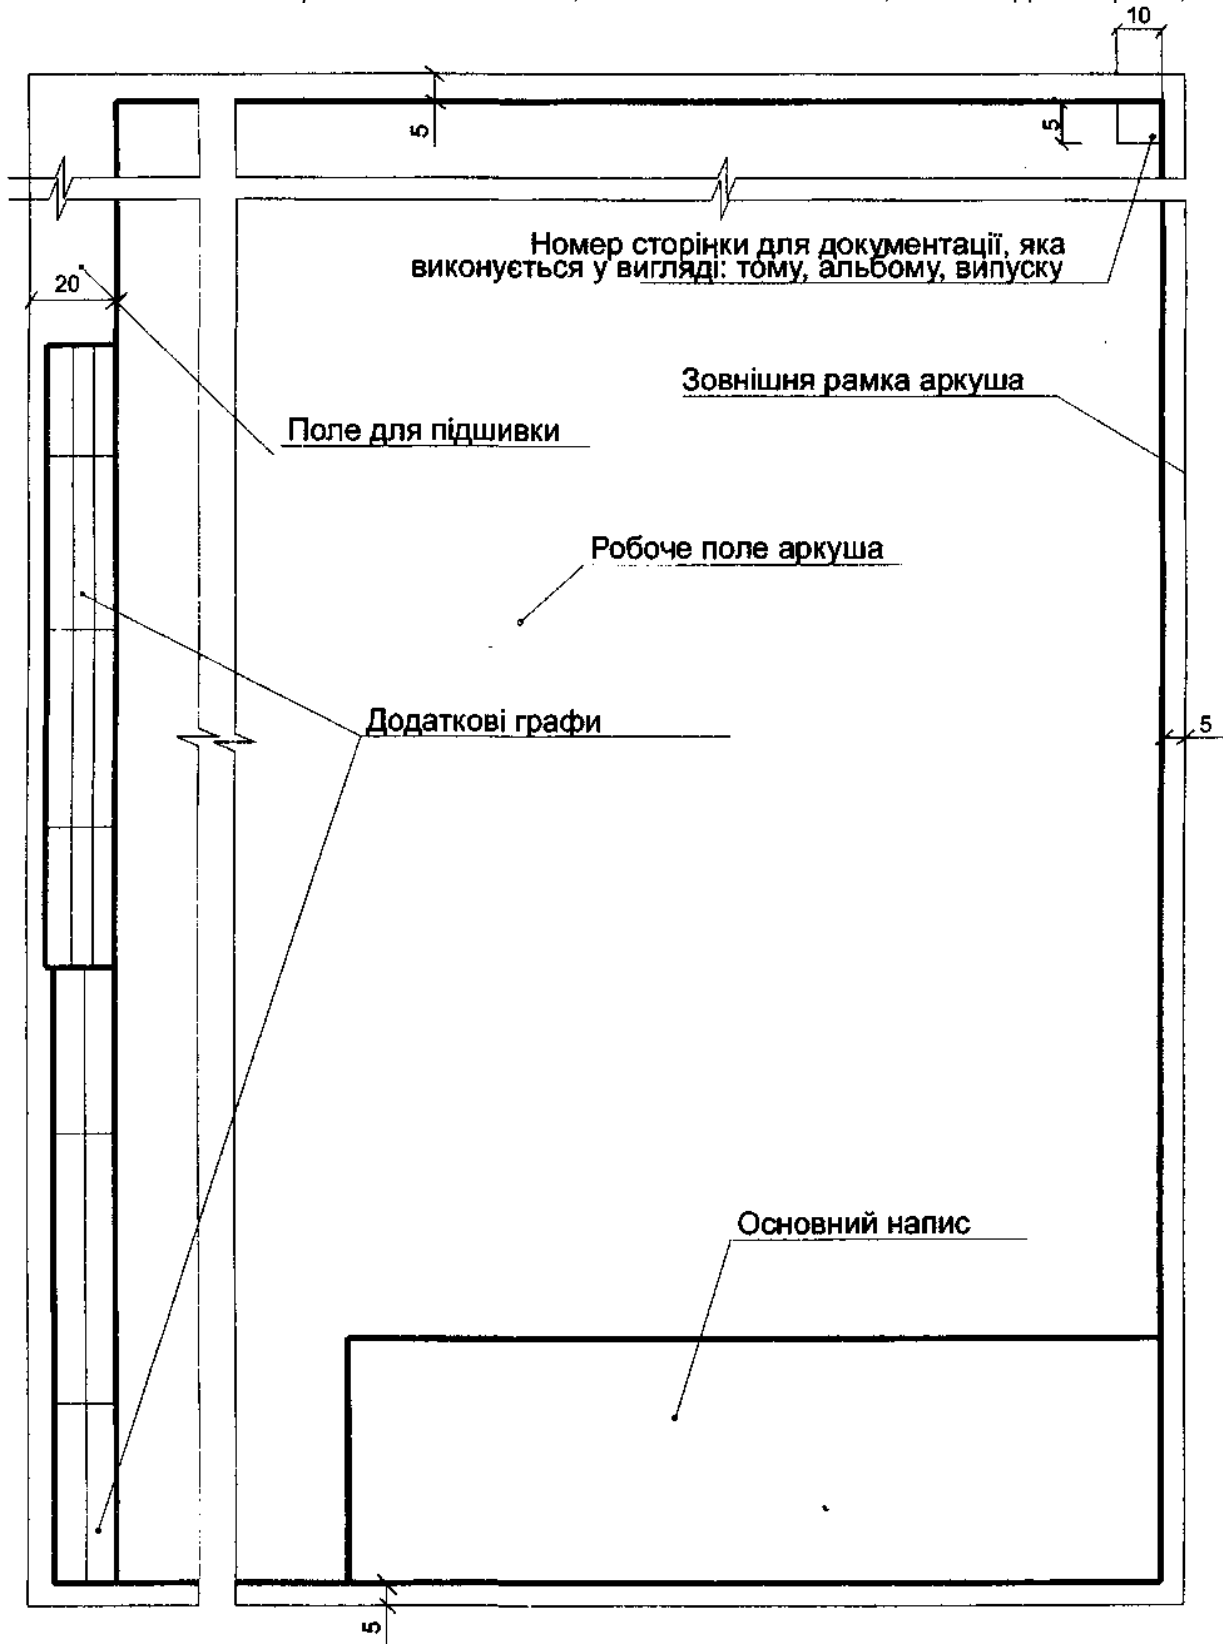 10
5
5
Номер сторінки для документації, яка
виконується у вигляді: тому, альбому, випуску
20
Зовнішня рамка аркуша
Поле для підшивки
Робоче поле аркуша
Додаткові графи
5
Основний напис
5